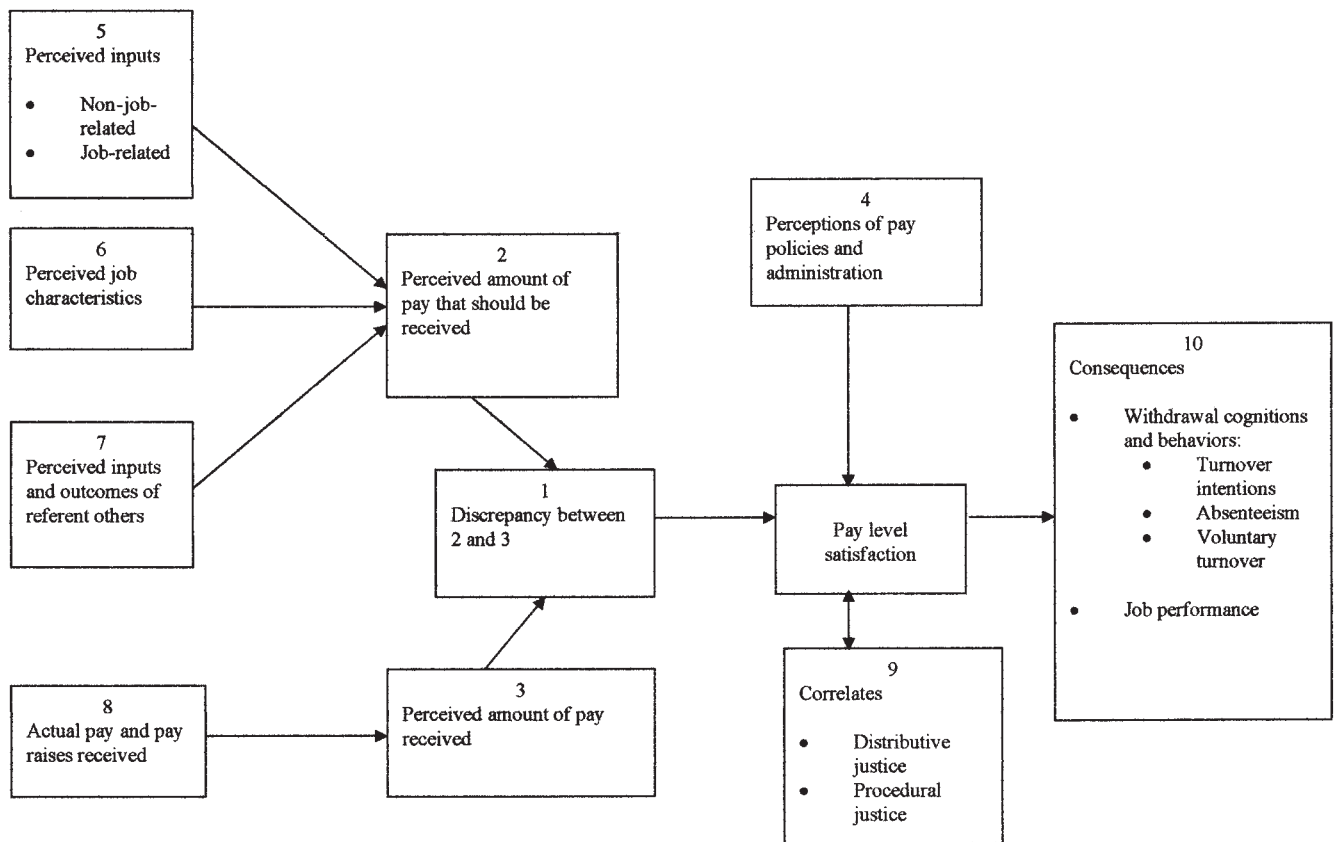 5
Perceived inputs
• Non-job-
related
• Job-related
6
Perceived job
characteristics
7
Perceived inputs
and outcomes of
referent others
8
Actual pay and pay
raises received
2
Perceived amount of
pay that should be
received
1
Discrepancy between
2 and 3
3
Perceived amount of pay
received
4
Perceptions of pay
policies and
administration
Pay level
satisfaction
9
Correlates
• Distributive
justice
• Procedural
justice
10
Consequences
• Withdrawal cognitions
and behaviors:
• Turnover
intentions
• Absenteeism
• Voluntary
turnover
• Job performance